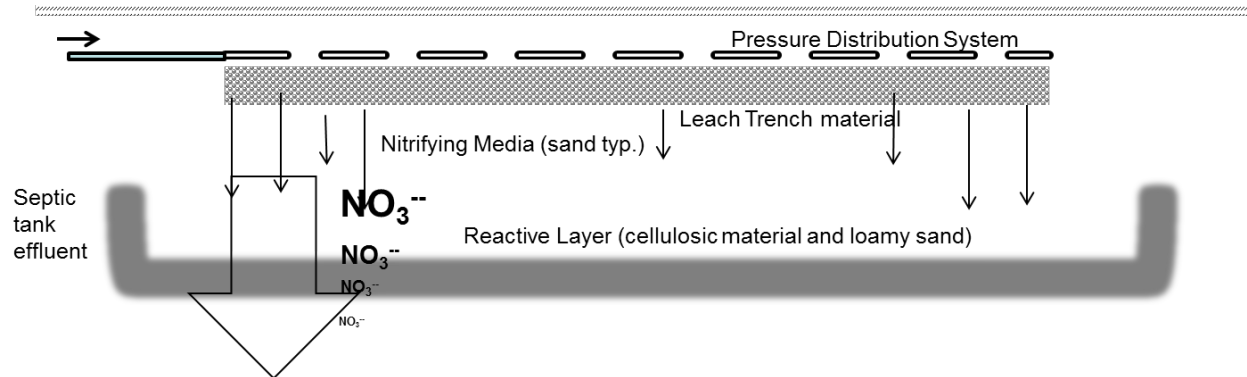 Pressure Distribution System
Leach Trench material
Nitrifying Media (sand typ.)
Septic
tank
effluent
NO₃⁻⁻
Reactive Layer (cellulosic material and loamy sand)
NO₃⁻⁻
NO₃⁻⁻
NO₃⁻⁻